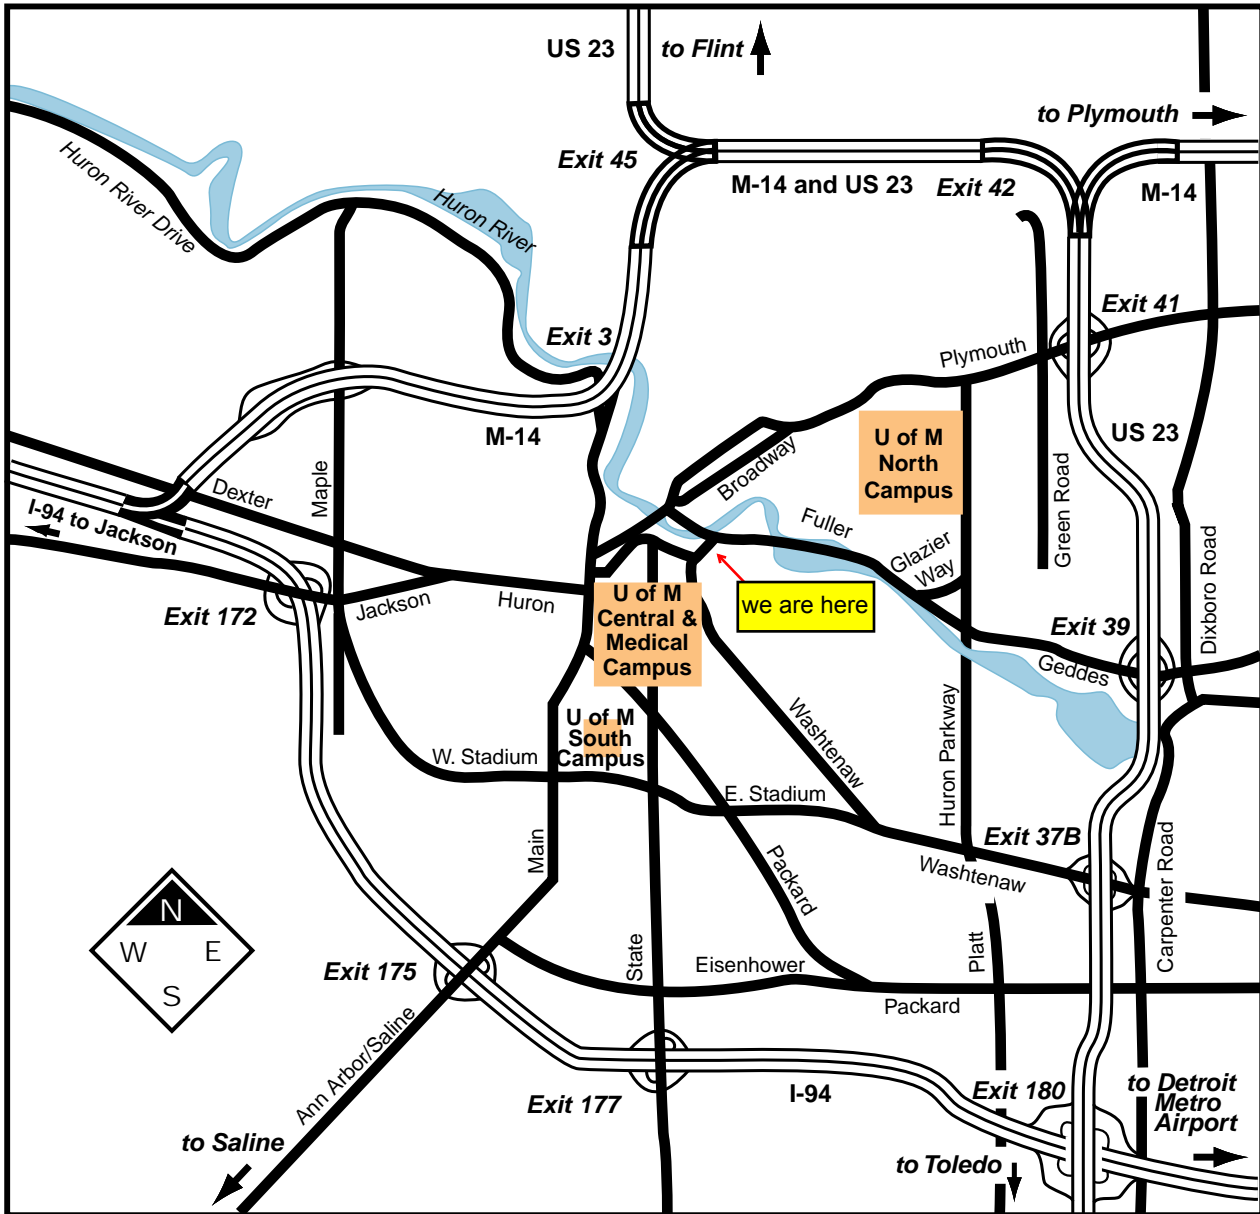 US 23
to Flint
to Plymouth
Exit 45
M-14 and US 23
Exit 42
M-14
Huron River Drive
Huron River
Exit 3
Exit 41
Plymouth
M-14
US 23
U of M
North
Campus
Broadway
Maple
Dexter
I-94 to Jackson
Green Road
Fuller
Glazier
Way
Dixboro Road
Exit 172
Jackson
Huron
U of M
Central &
Medical
Campus
we are here
Exit 39
Geddes
U of M
South
Campus
W. Stadium
Washtenaw
E. Stadium
Huron Parkway
Exit 37B
Washtenaw
Main
Packard
Carpenter Road
N
W E
S
Exit 175
State
Eisenhower
Platt
Packard
Ann Arbor/Saline
Exit 177
I-94
Exit 180
to Detroit
Metro
Airport
to Saline
to Toledo